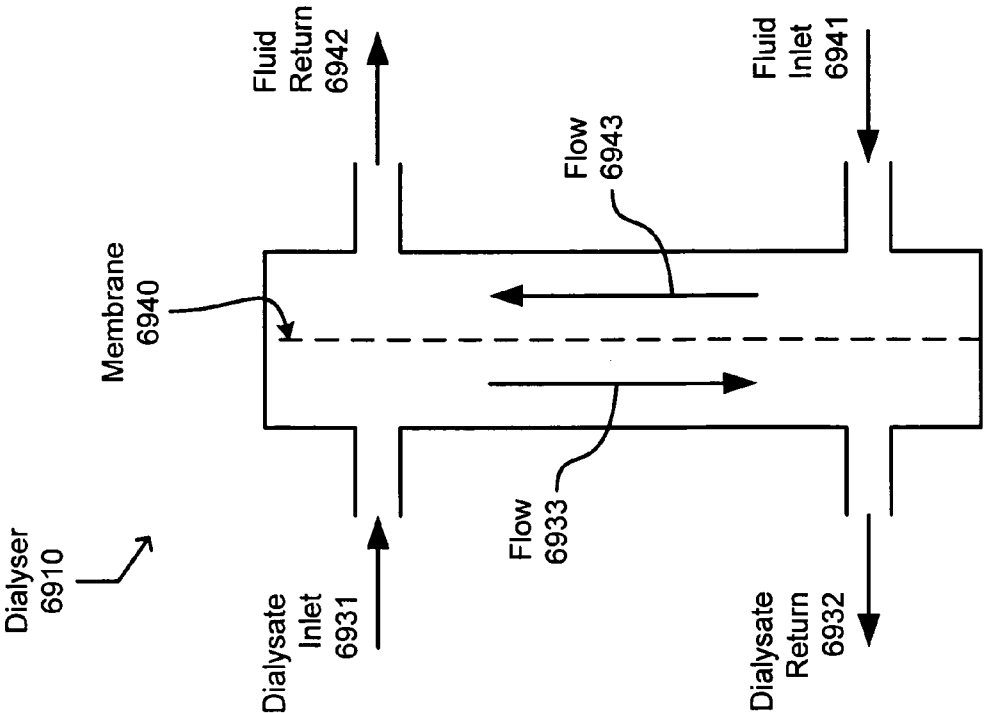 Dialyser
6910
Membrane
6940
Fluid
Return
6942
Dialysate
Inlet
6931
Flow
6943
Flow
6933
Fluid
Inlet
6941
Dialysate
Return
6932